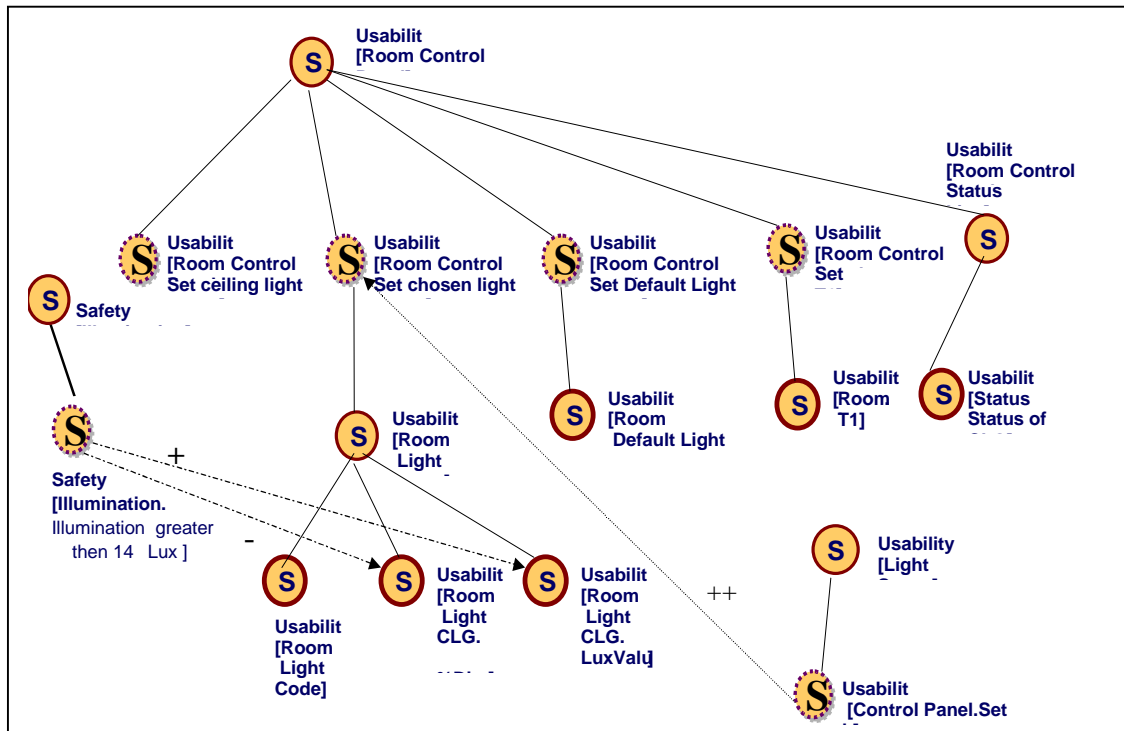 Usabilit
[Room Control
S
Usabilit
[Room Control
Status
S
Usabilit
[Room Control
Set ceiling light
S
Usabilit
[Room Control
Set chosen light
S
Usabilit
[Room Control
Set Default Light
S
Usabilit
[Room Control
Set
S
S
Safety
S
Usabilit
[Room
Default Light
S
Usabilit
[Room
T1]
S
Usabilit
[Status
Status of
S
Safety
[Illumination.
Illumination greater
then 14 Lux ]
+
-
S
Usabilit
[Room
Light
S
Usabilit
[Room
Light
Code]
S
Usabilit
[Room
Light
CLG.
S
Usabilit
[Room
Light
CLG.
LuxValu]
++
S
Usability
[Light
S
Usabilit
[Control Panel.Set